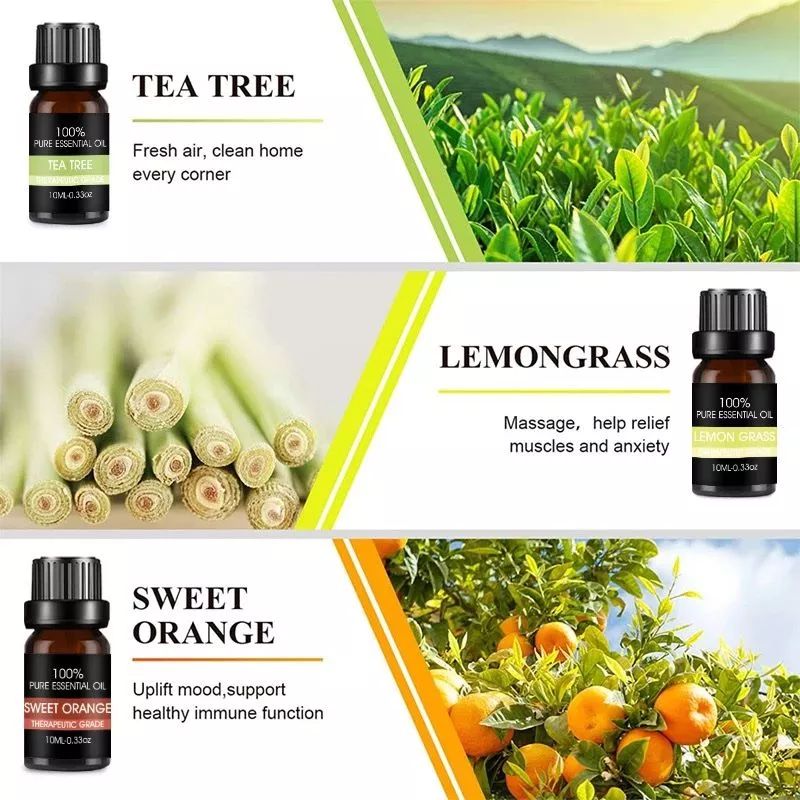 TEA TREE
Fresh air, clean home
every corner
100%
PURE ESSENTIAL OIL
TEA TREE
THERAPEUTIC GRADE
10ML-0.33oz
LEMONGRASS
Massage, help relief
muscles and anxiety
100%
PURE ESSENTIAL OIL
LEMON GRASS
10ML-0.33oz
SWEET
ORANGE
Uplift mood,support
healthy immune function
100%
PURE ESSENTIAL OIL
SWEET ORANGE
THERAPEUTIC GRADE
10ML-0.33oz